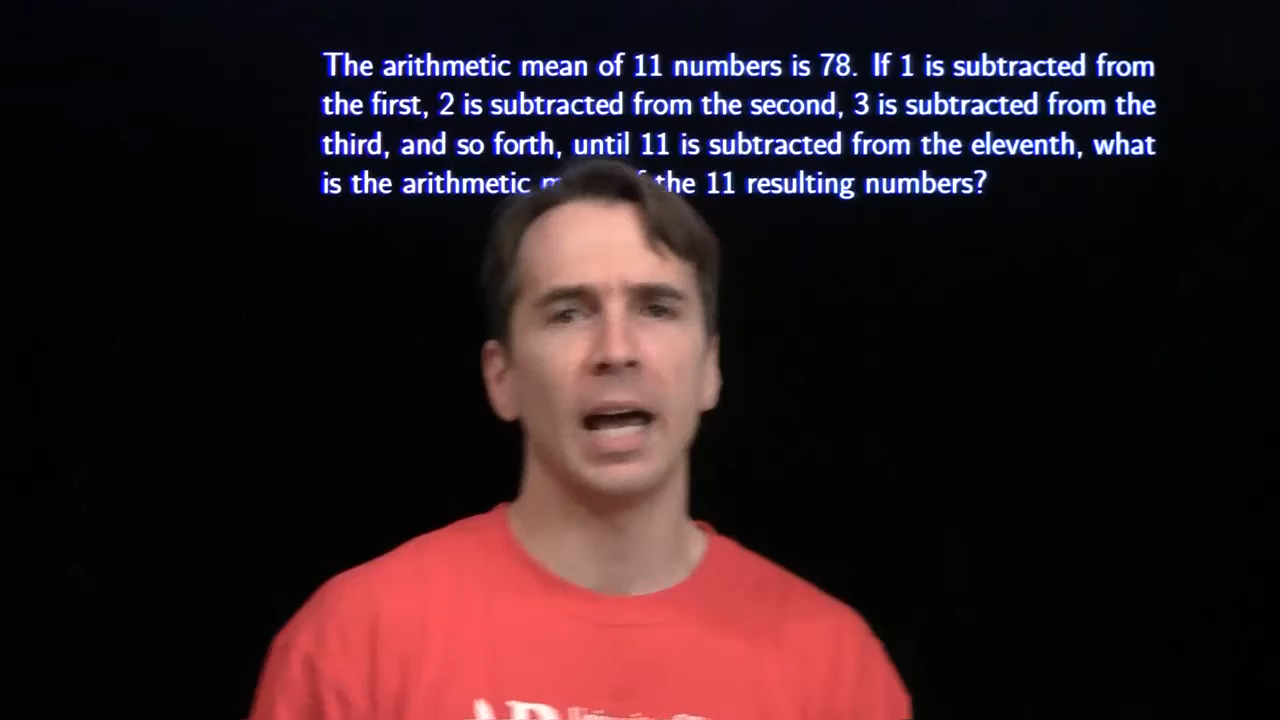 The arithmetic mean of 11 numbers is 78. If 1 is subtracted from
the first, 2 is subtracted from the second, 3 is subtracted from the
third, and so forth, until 11 is subtracted from the eleventh, what
is the arithmetic the 11 resulting numbers?